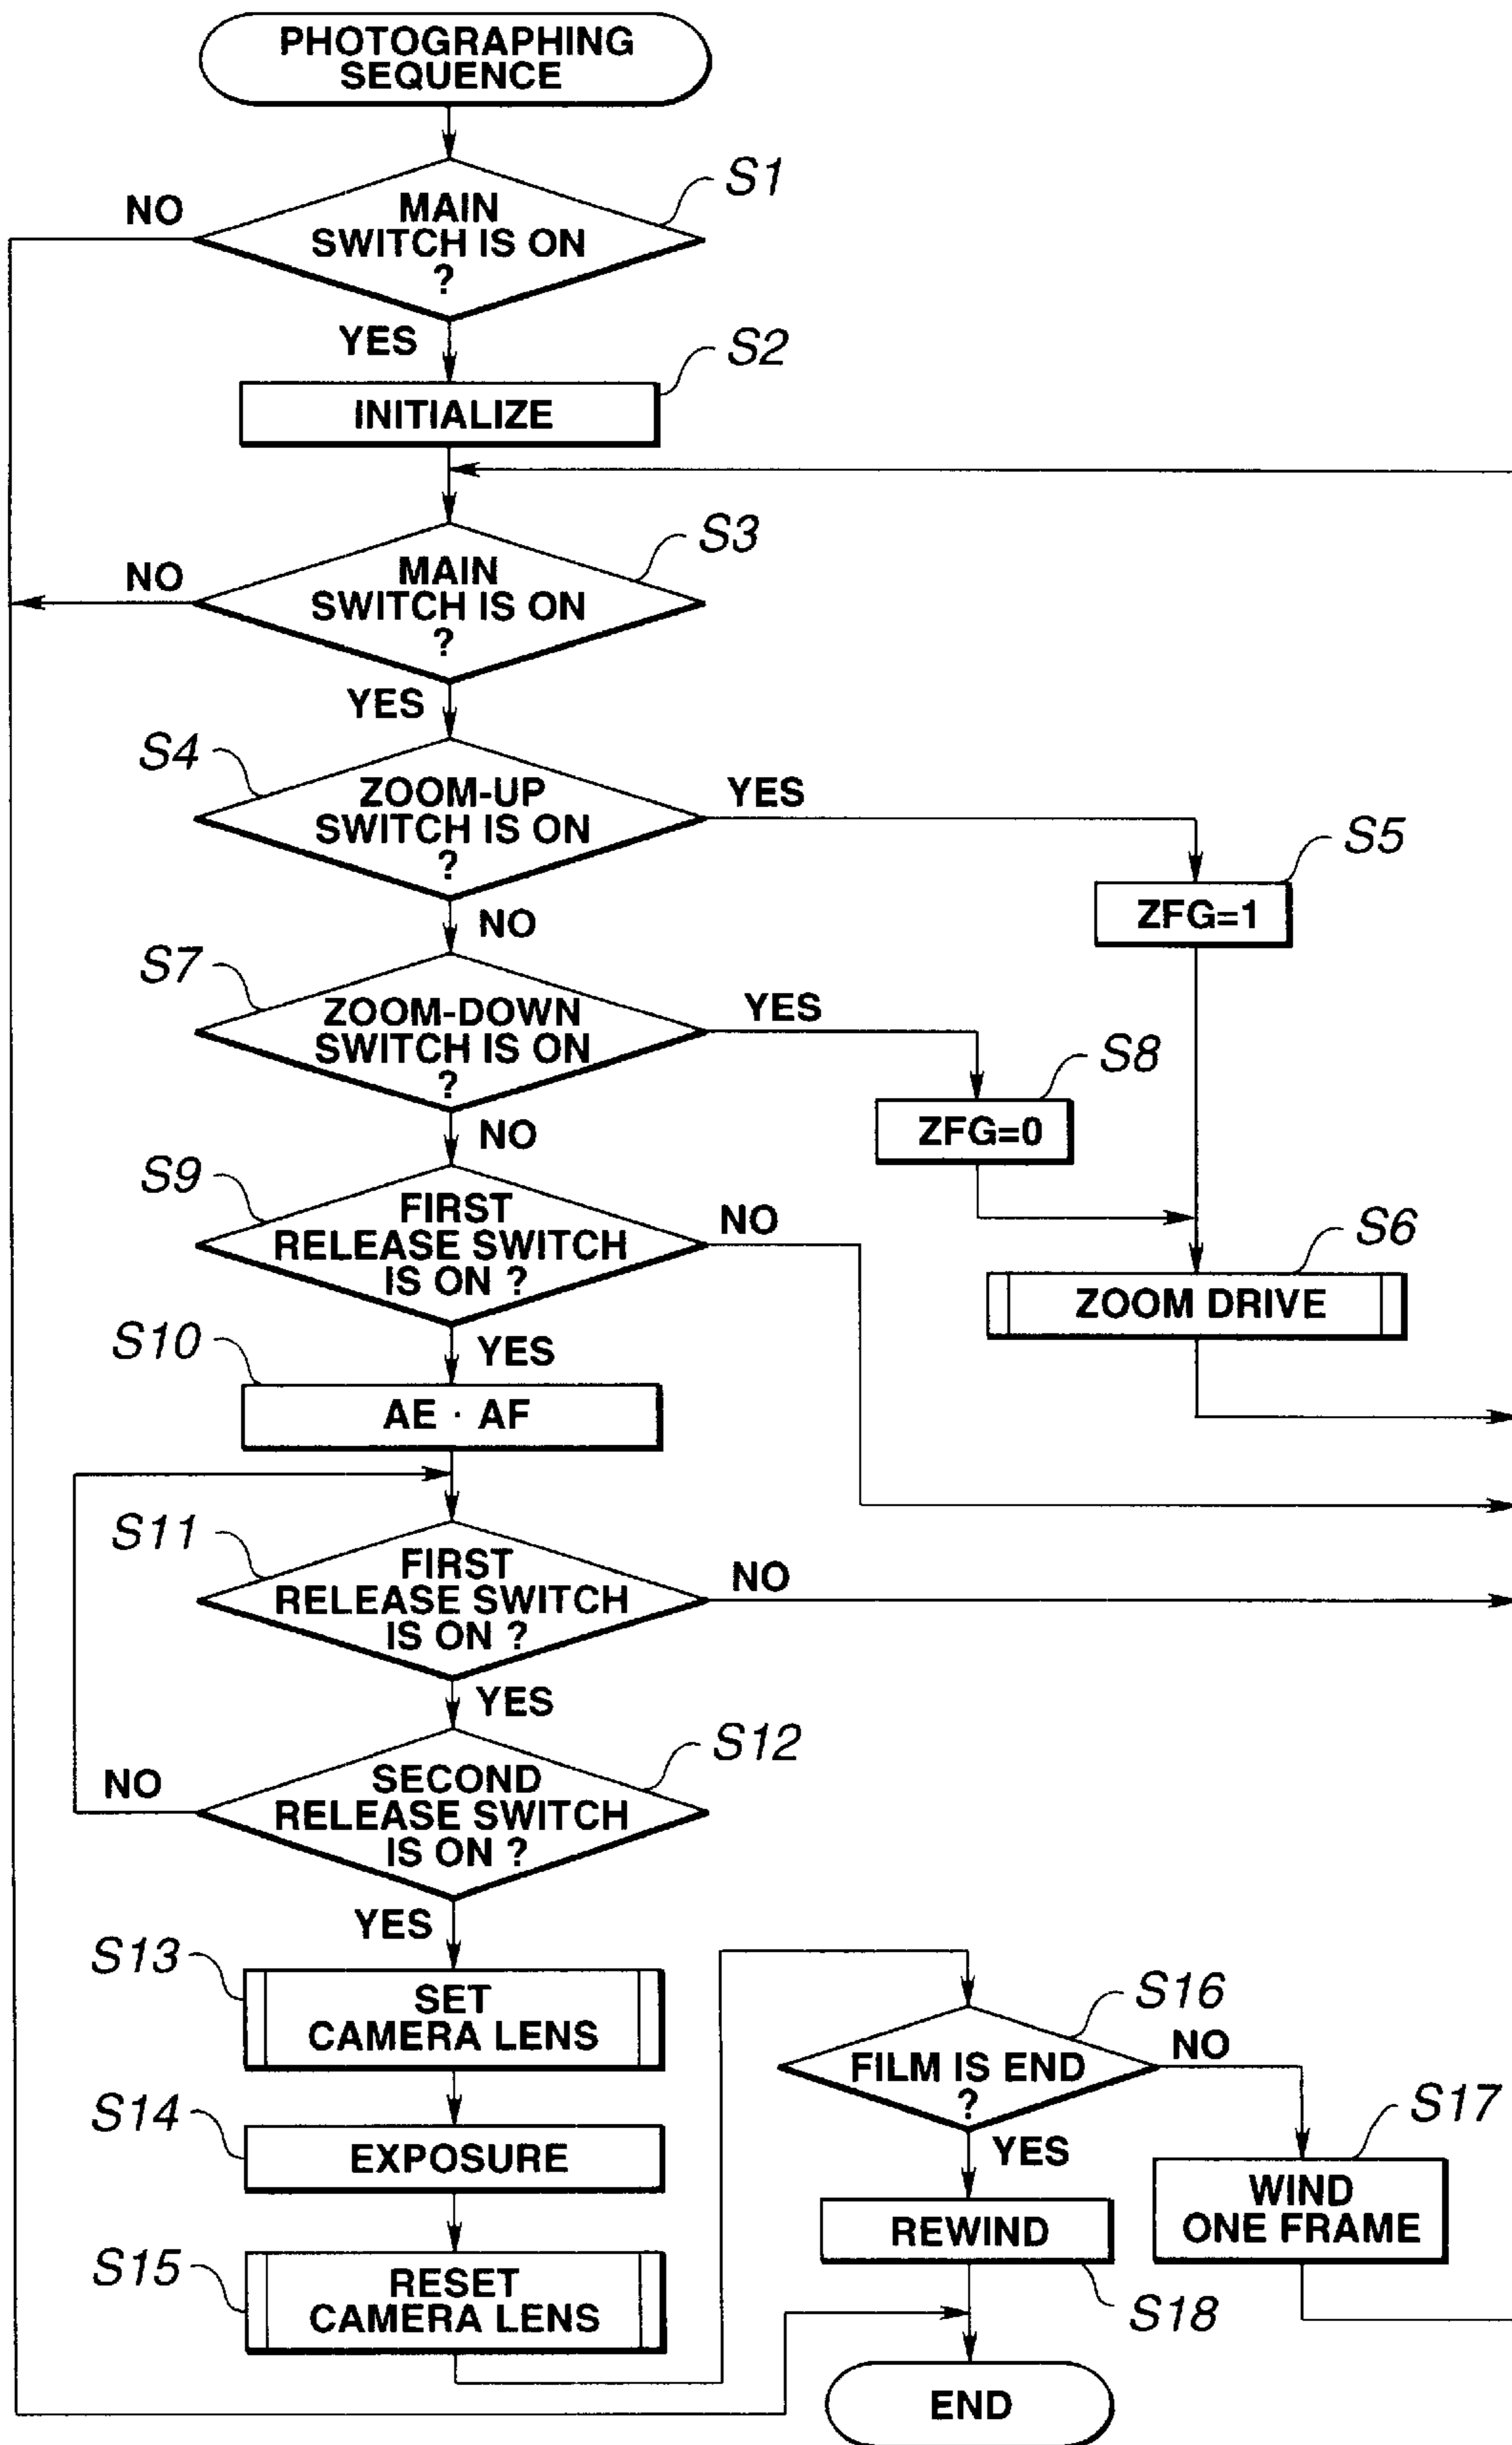 PHOTOGRAPHING
SEQUENCE
S1
NO
MAIN
SWITCH IS ON
?
YES
S2
INITIALIZE
S3
NO
MAIN
SWITCH IS ON
?
YES
S4
ZOOM-UP
SWITCH IS ON
?
YES
S5
ZFG=1
NO
S7
ZOOM-DOWN
SWITCH IS ON
?
YES
S8
ZFG=0
NO
S9
FIRST
RELEASE SWITCH
IS ON ?
NO
S6
ZOOM DRIVE
YES
S10
AE · AF
S11
FIRST
RELEASE SWITCH
IS ON ?
NO
YES
S12
NO
SECOND
RELEASE SWITCH
IS ON ?
YES
S13
SET
CAMERA LENS
S14
EXPOSURE
S15
RESET
CAMERA LENS
S16
FILM IS END
?
NO
S17
WIND
ONE FRAME
YES
REWIND
S18
END